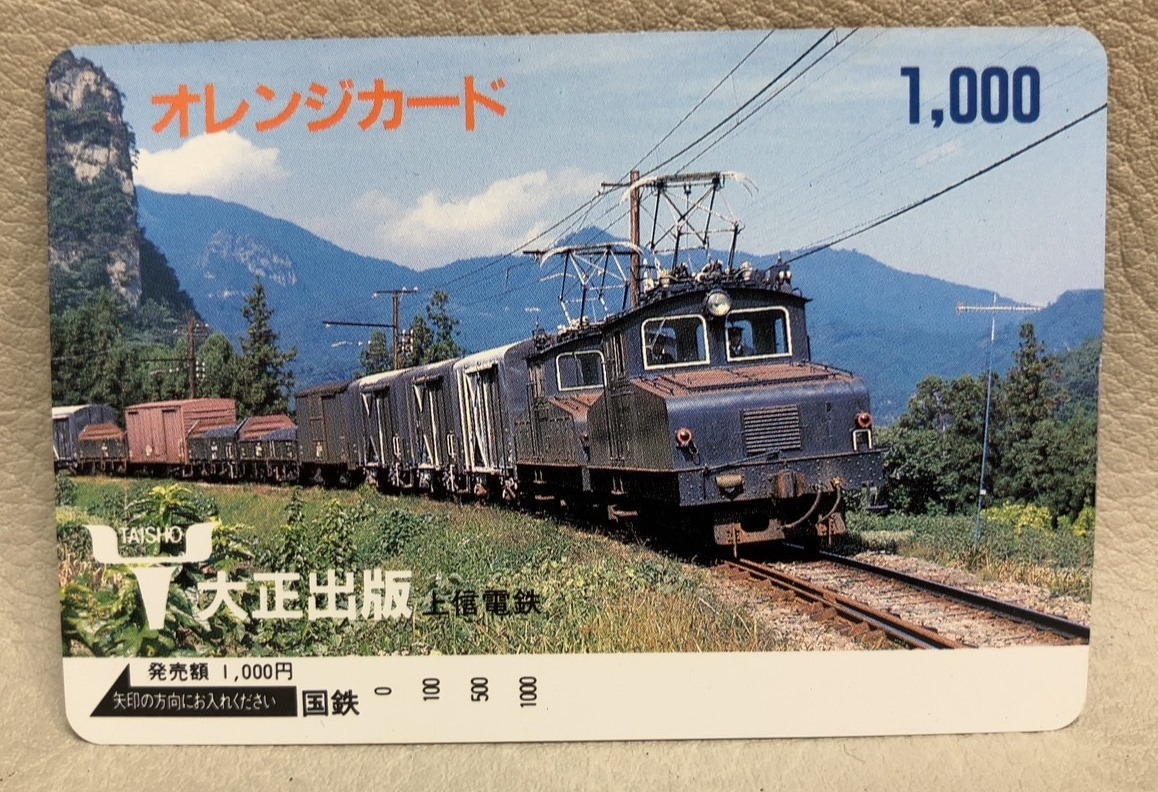 オレンジカード
1,000
TAISHO
大正出版
上信電鉄
発売額 1,000円
矢印の方向にお入れください
国鉄
0 100 500 1000